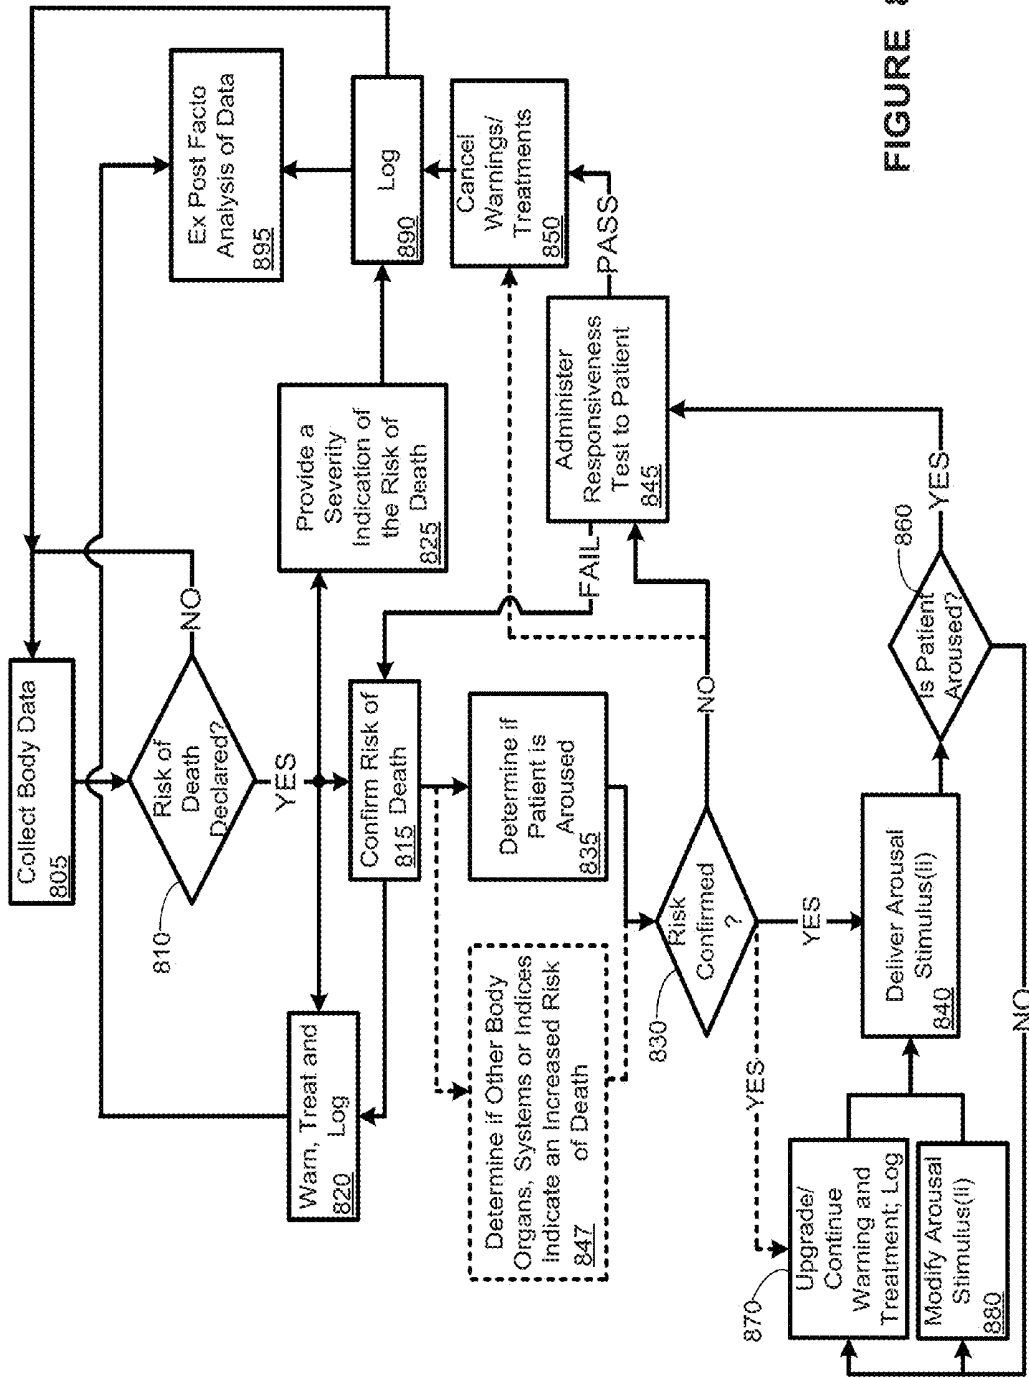 Collect Body Data
805
Risk of
Death
Declared?
810
NO
YES
Warn, Treat and
Log
820
Confirm Risk of
Death
815
Provide a
Severity
Indication of
the Risk of
Death
825
Log
890
Ex Post Facto
Analysis of Data
895
Determine if Other Body
Organs, Systems or Indices
Indicate an Increased Risk
of Death
847
Determine if
Patient is
Aroused
835
FAIL
Administer
Responsiveness
Test to Patient
845
PASS
Cancel
Warnings/
Treatments
850
Risk
Confirmed
?
830
NO
YES
YES
Upgrade/
Continue
Warning and
Treatment; Log
870
Modify Arousal
Stimulus(li)
880
Deliver Arousal
Stimulus(li)
840
Is Patient
Aroused?
860
YES
NO
FIGURE 8